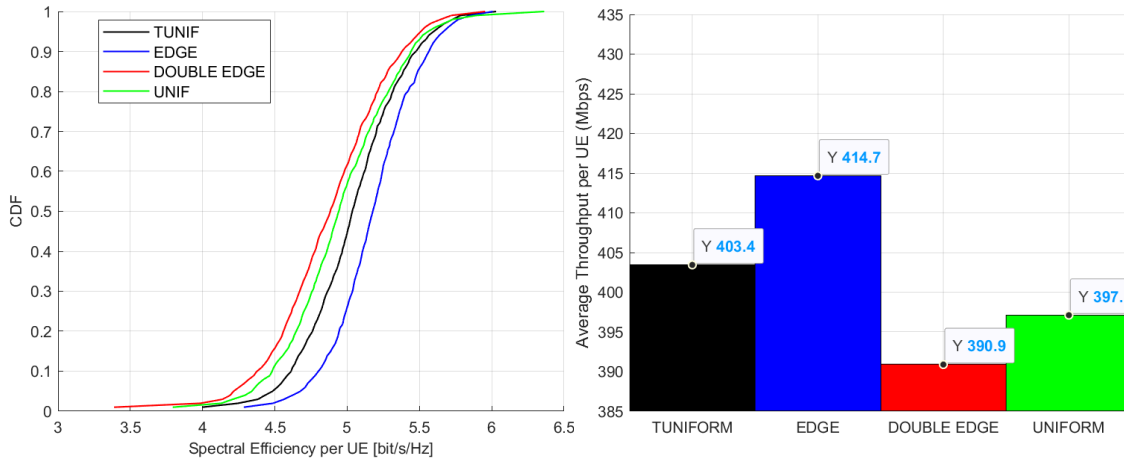 1
0.9
0.8
0.7
0.6
0.5
0.4
0.3
0.2
0.1
0
CDF
TUNIF
EDGE
DOUBLE EDGE
UNIF
3
3.5
4
4.5
5
5.5
6
6.5
Spectral Efficiency per UE [bit/s/Hz]
435
430
425
420
415
410
405
400
395
390
385
Average Throughput per UE (Mbps)
Y 403.4
Y 414.7
Y 390.9
Y 397.
TUNIFORM
EDGE
DOUBLE EDGE
UNIFORM